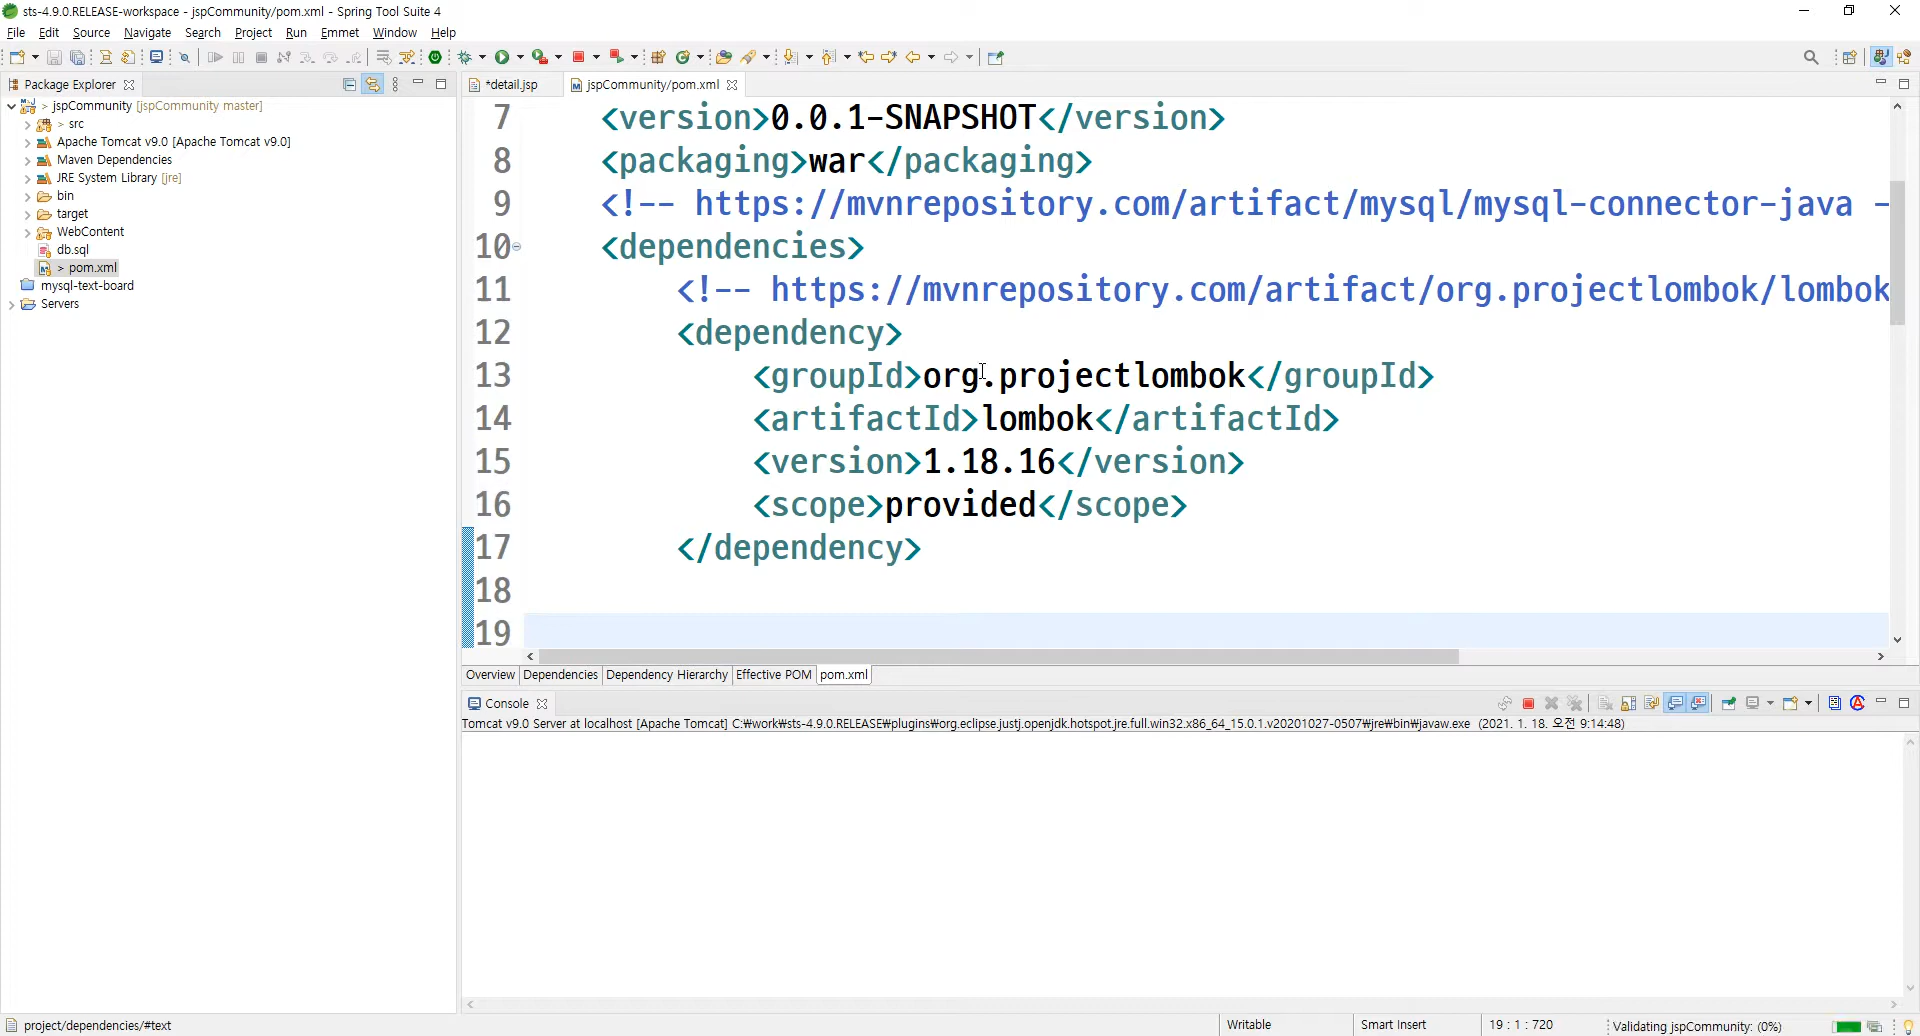 sts-4.9.0.RELEASE-workspace - jspCommunity/pom.xml - Spring Tool Suite 4
File Edit Source Navigate Search Project Run Emmet Window Help
Package Explorer
*detail.jsp jspCommunity/pom.xml
> jspCommunity [jspCommunity master]
> src
Apache Tomcat v9.0 [Apache Tomcat v9.0]
Maven Dependencies
JRE System Library [jre]
bin
target
WebContent
db.sql
> pom.xml
mysql-text-board
Servers
7 <version>0.0.1-SNAPSHOT</version>
8 <packaging>war</packaging>
9 <!-- https://mvnrepository.com/artifact/mysql/mysql-connector-java -
10 <dependencies>
11 <!-- https://mvnrepository.com/artifact/org.projectlombok/lombok
12 <dependency>
13 <groupId>org.projectlombok</groupId>
14 <artifactId>lombok</artifactId>
15 <version>1.18.16</version>
16 <scope>provided</scope>
17 </dependency>
18
19
Overview Dependencies Dependency Hierarchy Effective POM pom.xml
Console
Tomcat v9.0 Server at localhost [Apache Tomcat] C:₩work₩sts-4.9.0.RELEASE₩plugins₩org.eclipse.justj.openjdk.hotspot.jre.full.win32.x86_64_15.0.1.v20201027-0507₩jre₩bin₩javaw.exe (2021. 1. 18. 오전 9:14:48)
project/dependencies/#text Writable Smart Insert 19 : 1 : 720 Validating jspCommunity: (0%)